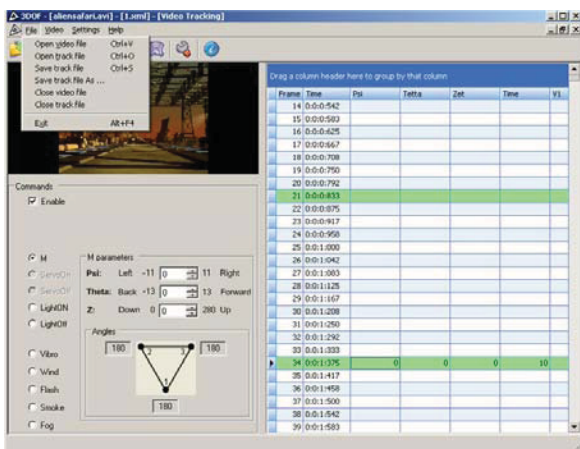 3DOF - [aliensafari.avi] - [1.xml] - [Video Tracking]
File Video Settings Help
Open video file Ctrl+V
Open track file Ctrl+O
Save track file Ctrl+S
Save track file As ...
Close video file
Close track file
Exit Alt+F4
Drag a column header here to group by that column
Frame Time Psi Tetta Zet Time V1
14 0:0:0:542
15 0:0:0:583
16 0:0:0:625
17 0:0:0:667
18 0:0:0:708
19 0:0:0:750
20 0:0:0:792
21 0:0:0:833
22 0:0:0:875
23 0:0:0:917
24 0:0:0:958
25 0:0:1:000
26 0:0:1:042
27 0:0:1:083
28 0:0:1:125
29 0:0:1:167
30 0:0:1:208
31 0:0:1:250
32 0:0:1:292
33 0:0:1:333
34 0:0:1:375 0 0 0 10
35 0:0:1:417
36 0:0:1:458
37 0:0:1:500
38 0:0:1:542
39 0:0:1:583
Commands
Enable
M
ServoOn
ServoOff
LightON
LightOff
Vibro
Wind
Flash
Smoke
Fog
M parameters
Psi: Left -11 0 11 Right
Theta: Back -13 0 13 Forward
Z: Down 0 0 280 Up
Angles
180 2 3 180
1
180